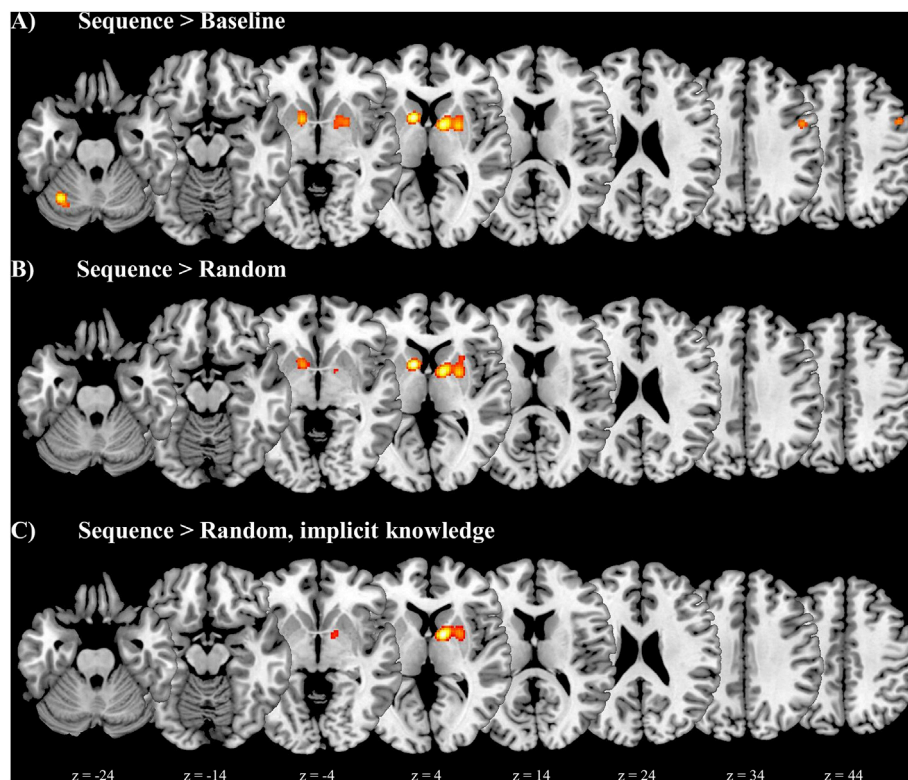 A) Sequence > Baseline
B) Sequence > Random
C) Sequence > Random, implicit knowledge
z = -24 z = -14 z = -4 z = 4 z = 14 z = 24 z = 34 z = 44